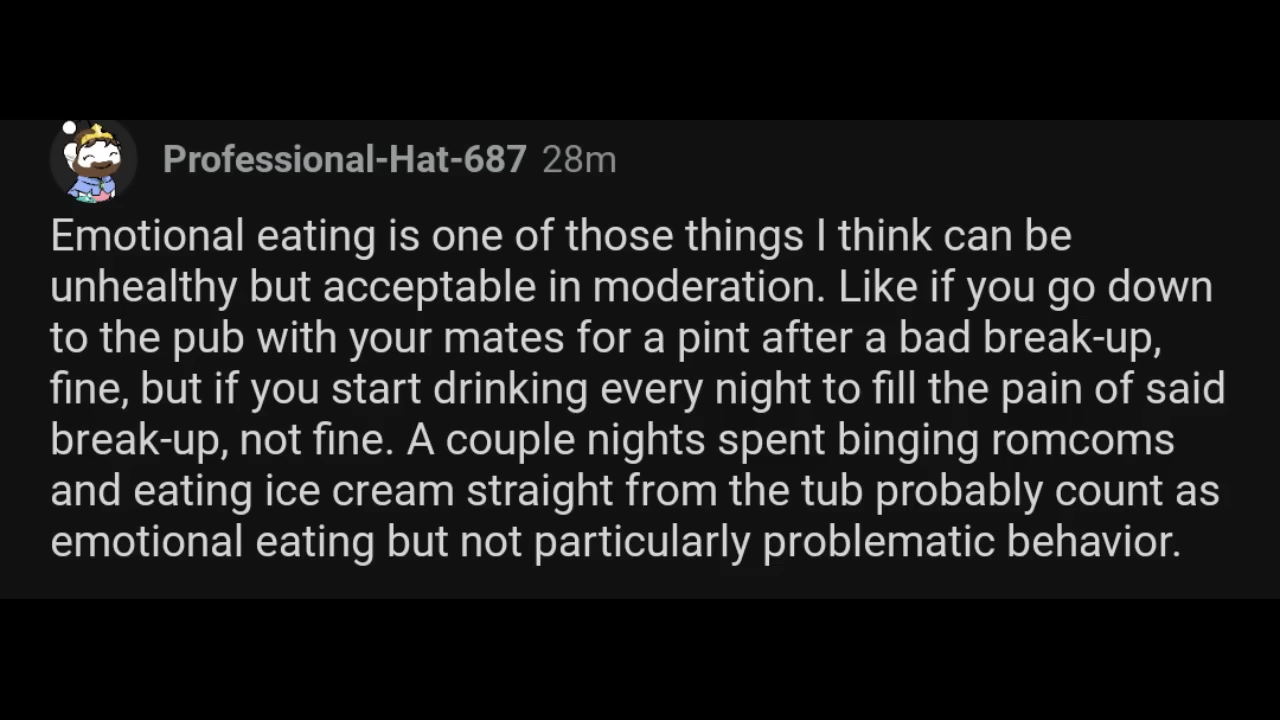 Professional-Hat-687 28m
Emotional eating is one of those things I think can be
unhealthy but acceptable in moderation. Like if you go down
to the pub with your mates for a pint after a bad break-up,
fine, but if you start drinking every night to fill the pain of said
break-up, not fine. A couple nights spent binging romcoms
and eating ice cream straight from the tub probably count as
emotional eating but not particularly problematic behavior.